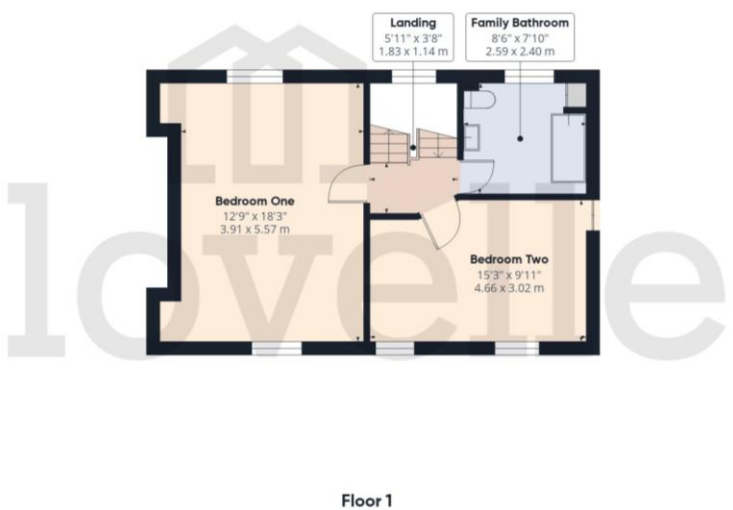 Landing
5'11" x 3'8"
1.83 x 1.14 m
Family Bathroom
8'6" x 7'10"
2.59 x 2.40 m
Bedroom One
12'9" x 18'3"
3.91 x 5.57 m
Bedroom Two
15'3" x 9'11"
4.66 x 3.02 m
lovelle
Floor 1